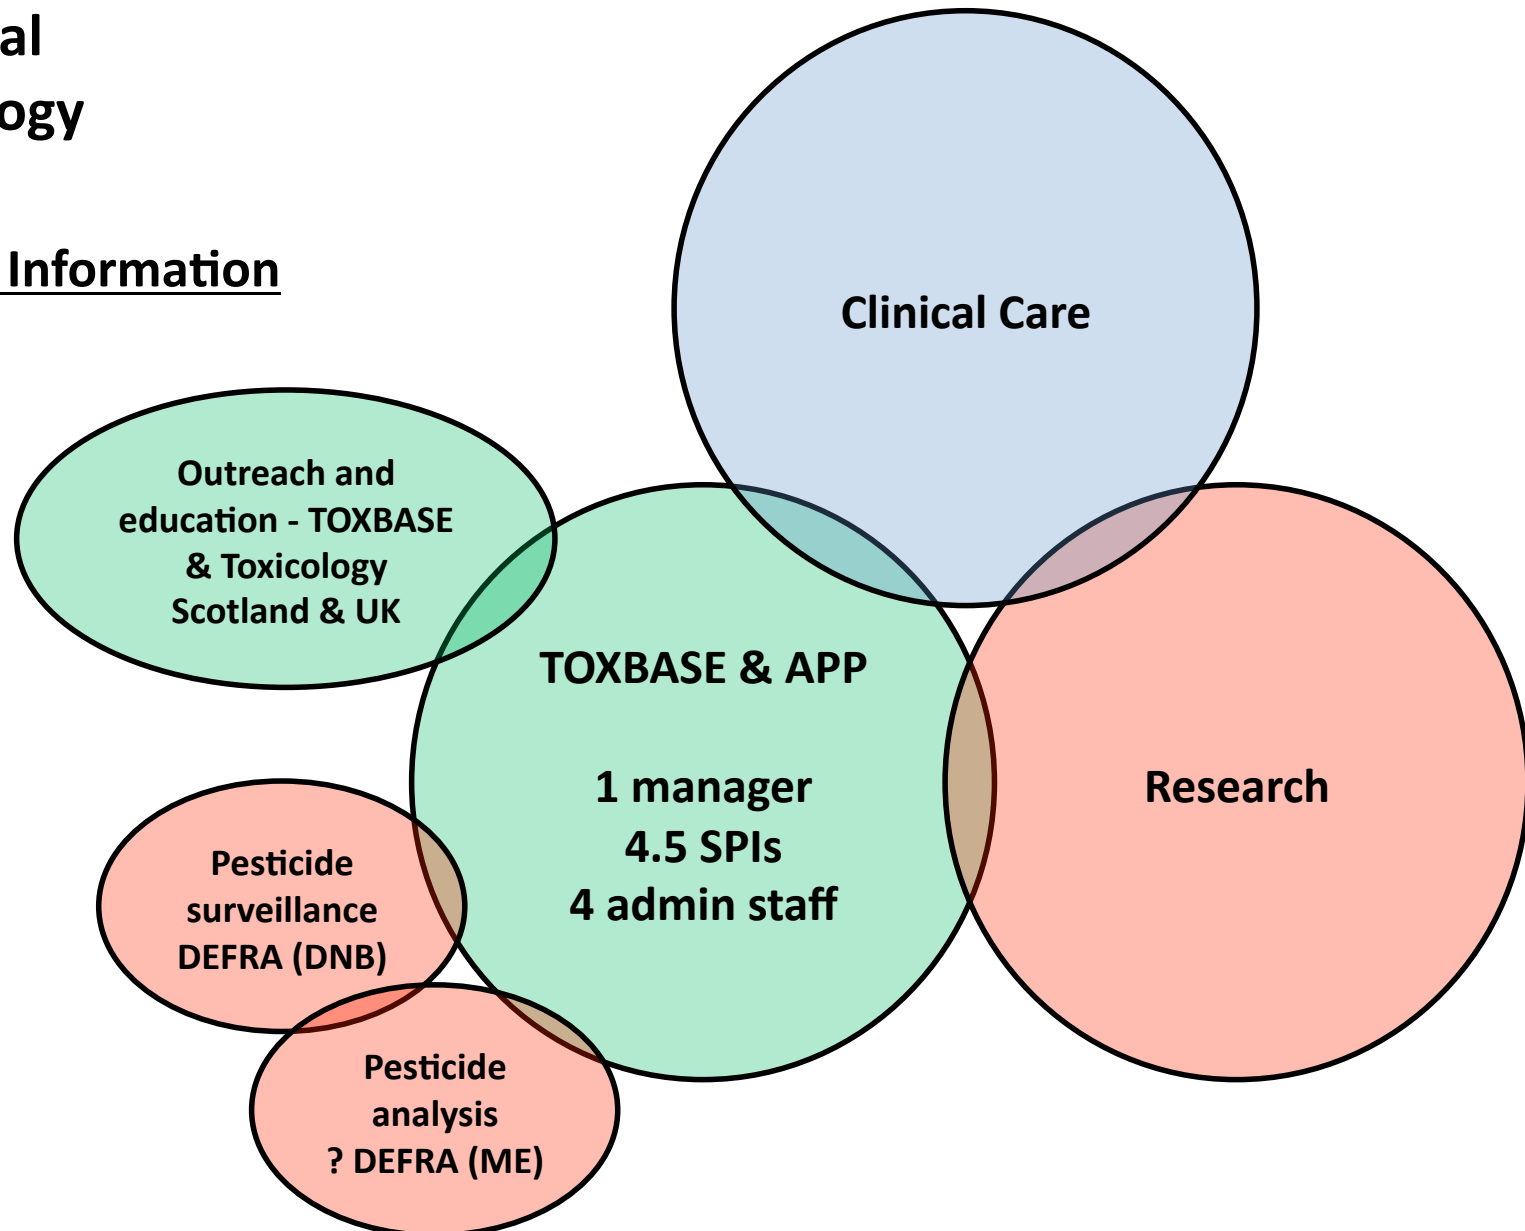 al
ogy
Information
Clinical Care
Outreach and
education - TOXBASE
& Toxicology
Scotland & UK
TOXBASE & APP
1 manager
4.5 SPIs
4 admin staff
Research
Pesticide
surveillance
DEFRA (DNB)
Pesticide
analysis
? DEFRA (ME)